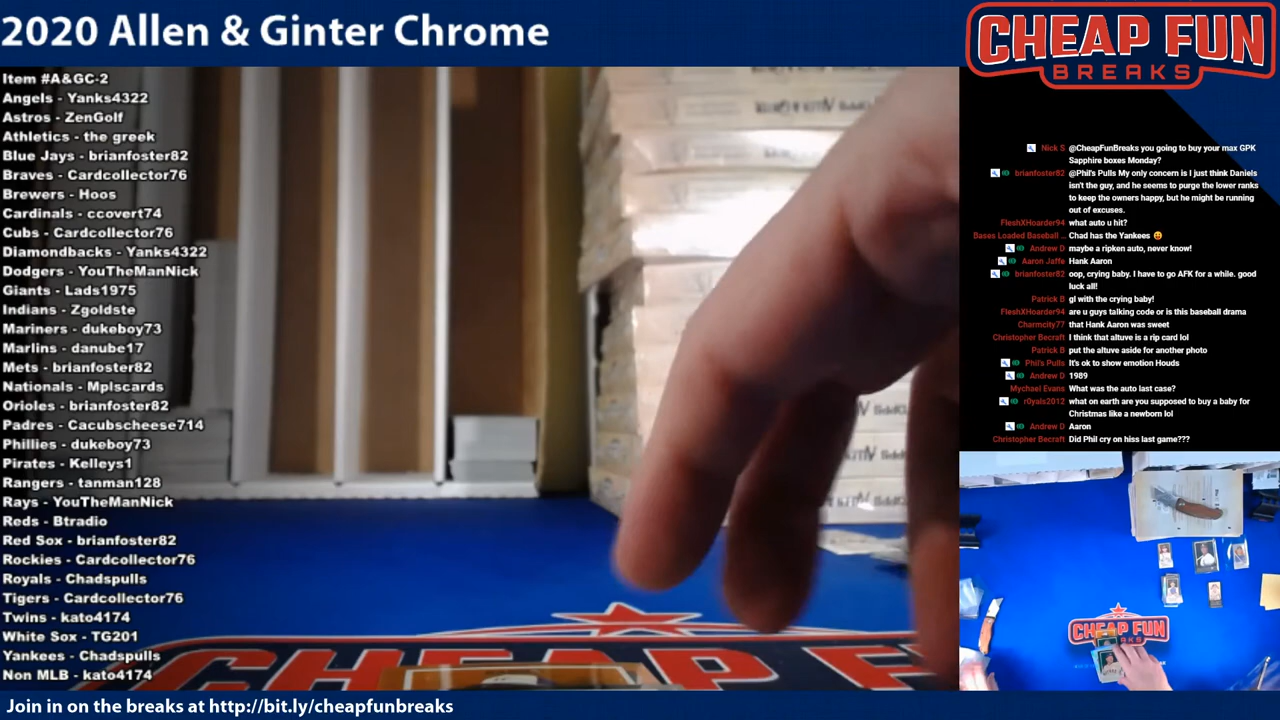 2020 Allen & Ginter Chrome
CHEAP FUN
BREAKS
Item #A&GC-2
Angels - Yanks4322
Astros - ZenGolf
Athletics - the greek
Blue Jays - brianfoster82
Braves - Cardcollector76
Brewers - Hoos
Cardinals - ccovert74
Cubs - Cardcollector76
Diamondbacks - Yanks4322
Dodgers - YouTheManNick
Giants - Lads1975
Indians - Zgoldste
Mariners - dukeboy73
Marlins - danube17
Mets - brianfoster82
Nationals - Mplscards
Orioles - brianfoster82
Padres - Cacubscheese714
Phillies - dukeboy73
Pirates - Kelleys1
Rangers - tanman128
Rays - YouTheManNick
Reds - Btradio
Red Sox - brianfoster82
Rockies - Cardcollector76
Royals - Chadspulls
Tigers - Cardcollector76
Twins - kato4174
White Sox - TG201
Yankees - Chadspulls
Non MLB - kato4174
Nick S @CheapFunBreaks you going to buy your max GPK
Sapphire boxes Monday?
brianfoster82 @Phil's Pulls My only concern is I just think Daniels
isn't the guy, and he seems to purge the lower ranks
to keep the owners happy, but he might be running
out of excuses.
FleshXHoarder94 what auto u hit?
Bases Loaded Baseball .. Chad has the Yankees 😃
Andrew D maybe a ripken auto, never know!
Aaron Jaffe Hank Aaron
brianfoster82 oop, crying baby. I have to go AFK for a while. good
luck all!
Patrick B gl with the crying baby!
FleshXHoarder94 are u guys talking code or is this baseball drama
Charmcity77 that Hank Aaron was sweet
Christopher Becraft I think that altuve is a rip card lol
Patrick B put the altuve aside for another photo
Phil's Pulls It's ok to show emotion Houds
Andrew D 1989
Mychael Evans What was the auto last case?
r0yals2012 what on earth are you supposed to buy a baby for
Christmas like a newborn lol
Andrew D Aaron
Christopher Becraft Did Phil cry on hiss last game???
CHEAP FUN
BREAKS
CHEAP F
Join in on the breaks at http://bit.ly/cheapfunbreaks